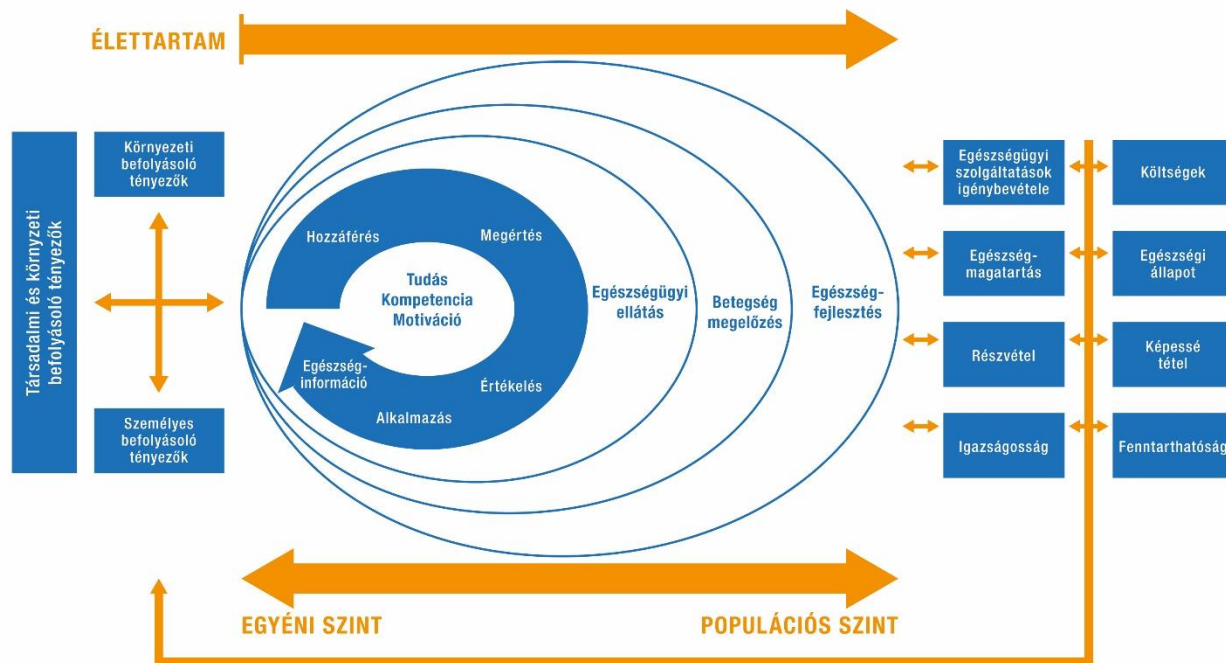 ÉLETTARTAM
Társadalmi és környezeti
befolyásoló tényezők
Környezeti
befolyásoló
tényezők
Személyes
befolyásoló
tényezők
Hozzáférés
Megértés
Tudás
Kompetencia
Motiváció
Egészség-
információ
Értékelés
Alkalmazás
Egészségügyi
ellátás
Betegség
megelőzés
Egészség-
fejlesztés
Egészségügyi
szolgáltatások
igénybevétele
Költségek
Egészség-
magatartás
Egészségi
állapot
Részvétel
Képessé
tétel
Igazságosság
Fenntarthatóság
EGYÉNI SZINT
POPULÁCIÓS SZINT